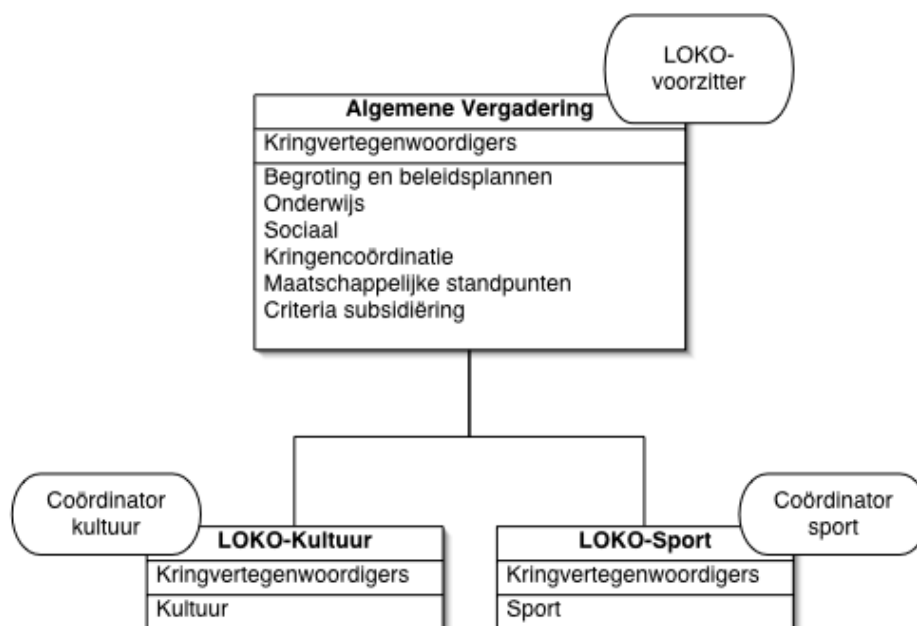 LOKO-
voorzitter
Algemene Vergadering
Kringvertegenwoordigers
Begroting en beleidsplannen
Onderwijs
Sociaal
Kringencoördinatie
Maatschappelijke standpunten
Criteria subsidiëring
Coördinator
kultuur
LOKO-Kultuur
Kringvertegenwoordigers
Kultuur
Coördinator
sport
LOKO-Sport
Kringvertegenwoordigers
Sport